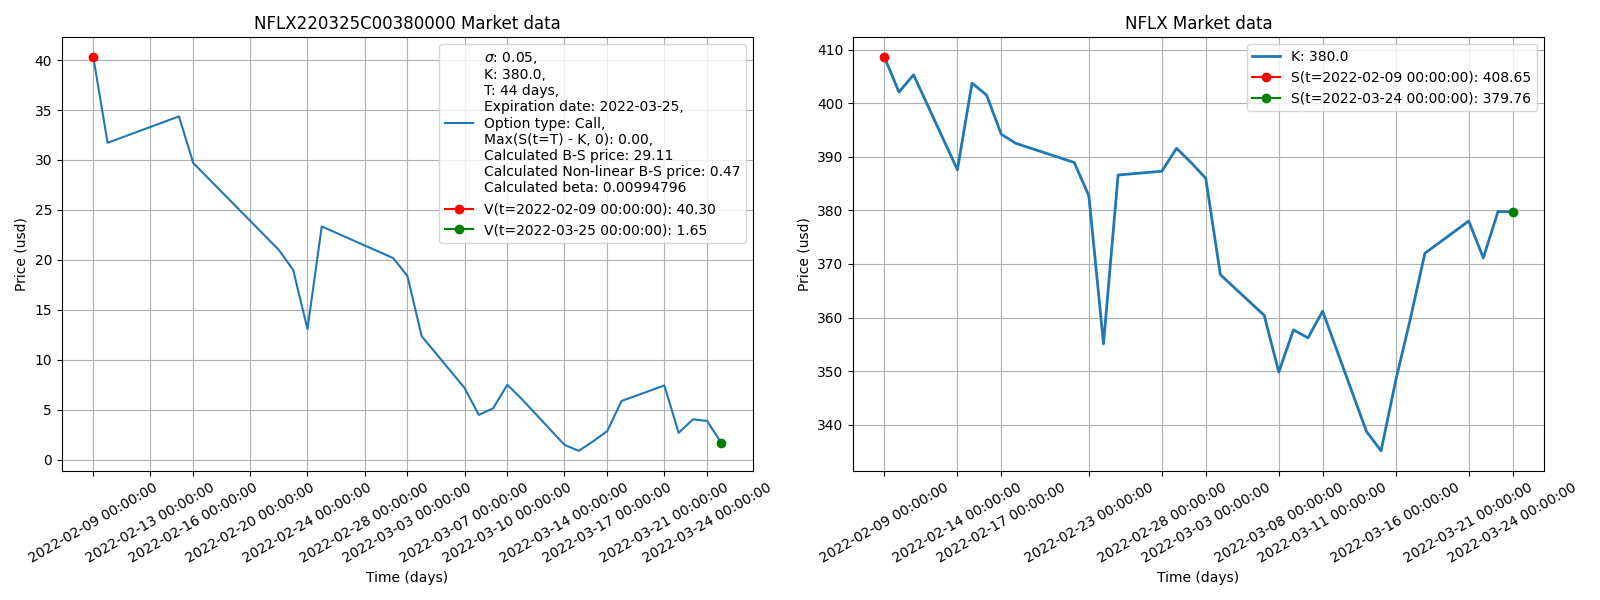 NFLX220325C00380000 Market data
Price (usd)
40
35
30
25
20
15
10
5
0
σ: 0.05,
K: 380.0,
T: 44 days,
Expiration date: 2022-03-25,
Option type: Call,
Max(S(t=T) - K, 0): 0.00,
Calculated B-S price: 29.11
Calculated Non-linear B-S price: 0.47
Calculated beta: 0.00994796
V(t=2022-02-09 00:00:00): 40.30
V(t=2022-03-25 00:00:00): 1.65
2022-02-09 00:00:00
2022-02-13 00:00:00
2022-02-16 00:00:00
2022-02-20 00:00:00
2022-02-24 00:00:00
2022-02-28 00:00:00
2022-03-03 00:00:00
2022-03-07 00:00:00
2022-03-10 00:00:00
2022-03-14 00:00:00
2022-03-17 00:00:00
2022-03-21 00:00:00
2022-03-24 00:00:00
Time (days)
NFLX Market data
Price (usd)
410
400
390
380
370
360
350
340
K: 380.0
S(t=2022-02-09 00:00:00): 408.65
S(t=2022-03-24 00:00:00): 379.76
2022-02-09 00:00:00
2022-02-14 00:00:00
2022-02-17 00:00:00
2022-02-23 00:00:00
2022-02-28 00:00:00
2022-03-03 00:00:00
2022-03-08 00:00:00
2022-03-11 00:00:00
2022-03-16 00:00:00
2022-03-21 00:00:00
2022-03-24 00:00:00
Time (days)